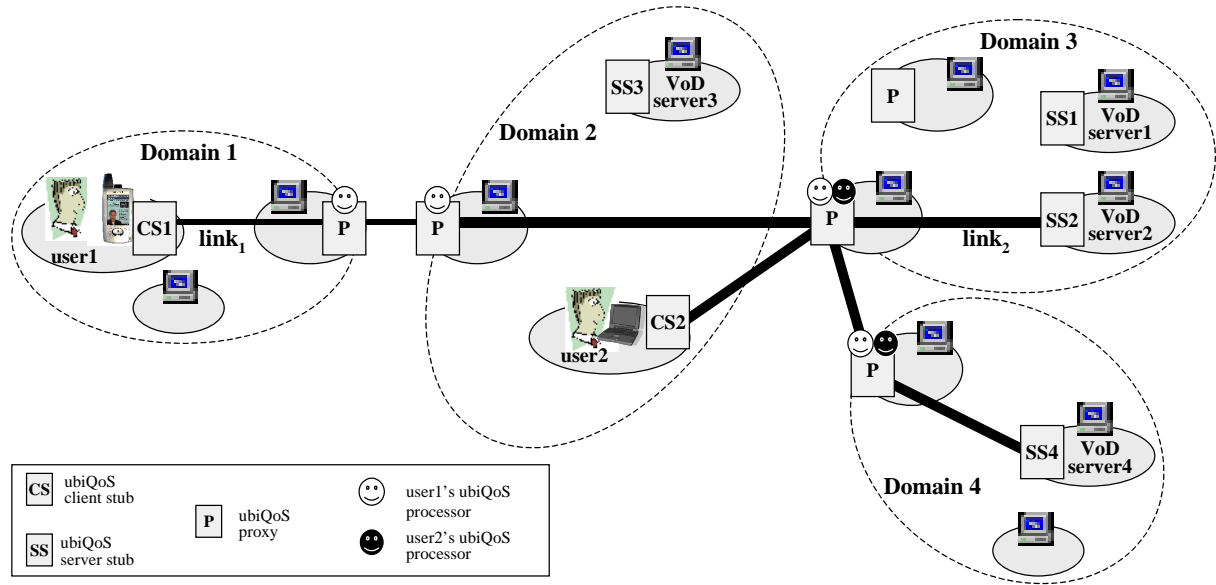 Domain 3
P
SS1
VoD
server1
SS3
VoD
server3
Domain 2
Domain 1
CS1
user1
link1
P
P
P
link2
SS2
VoD
server2
CS2
user2
P
SS4
VoD
server4
Domain 4
CS
ubiQoS
client stub
P
ubiQoS
proxy
user1's ubiQoS
processor
SS
ubiQoS
server stub
user2's ubiQoS
processor